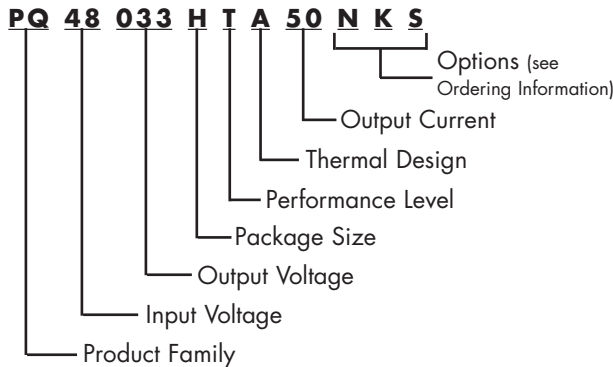 PQ 48 033 H T A 50 N K S
Options (see
Ordering Information)
Output Current
Thermal Design
Performance Level
Package Size
Output Voltage
Input Voltage
Product Family